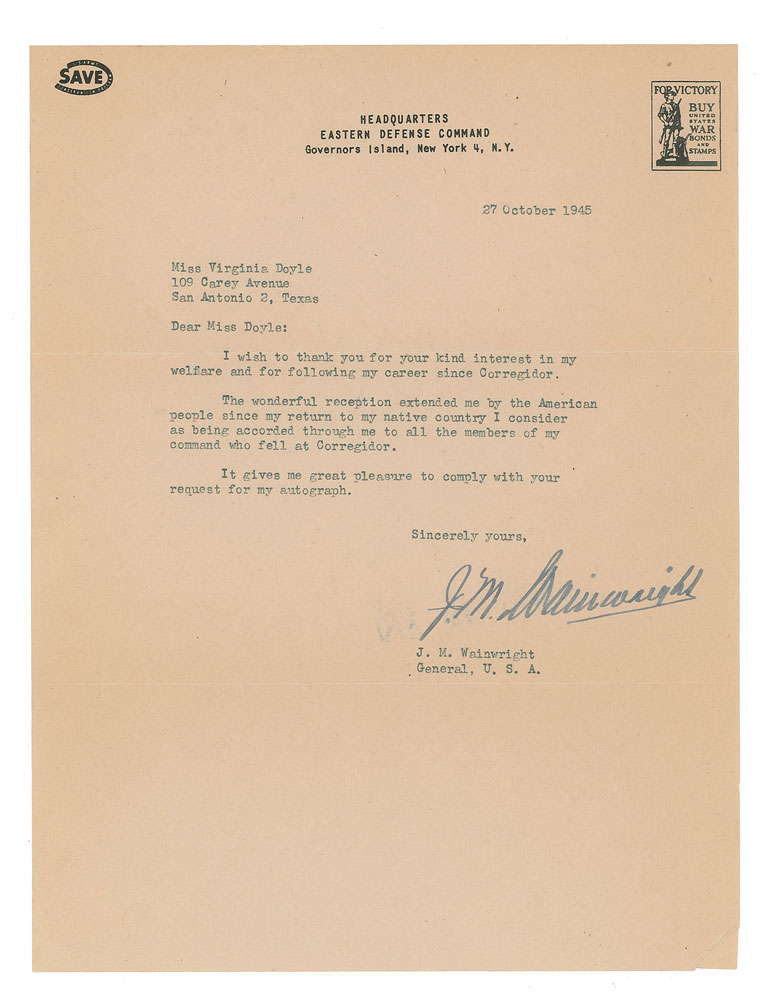 SAVE
FOR VICTORY
BUY
UNITED
STATES
WAR
BONDS
AND
STAMPS
HEADQUARTERS
EASTERN DEFENSE COMMAND
Governors Island, New York 4, N.Y.
27 October 1945
Miss Virginia Doyle
109 Carey Avenue
San Antonio 2, Texas
Dear Miss Doyle:
I wish to thank you for your kind interest in my
welfare and for following my career since Corregidor.
The wonderful reception extended me by the American
people since my return to my native country I consider
as being accorded through me to all the members of my
command who fell at Corregidor.
It gives me great pleasure to comply with your
request for my autograph.
Sincerely yours,
J. M. Wainwright
J. M. Wainwright
General, U. S. A.